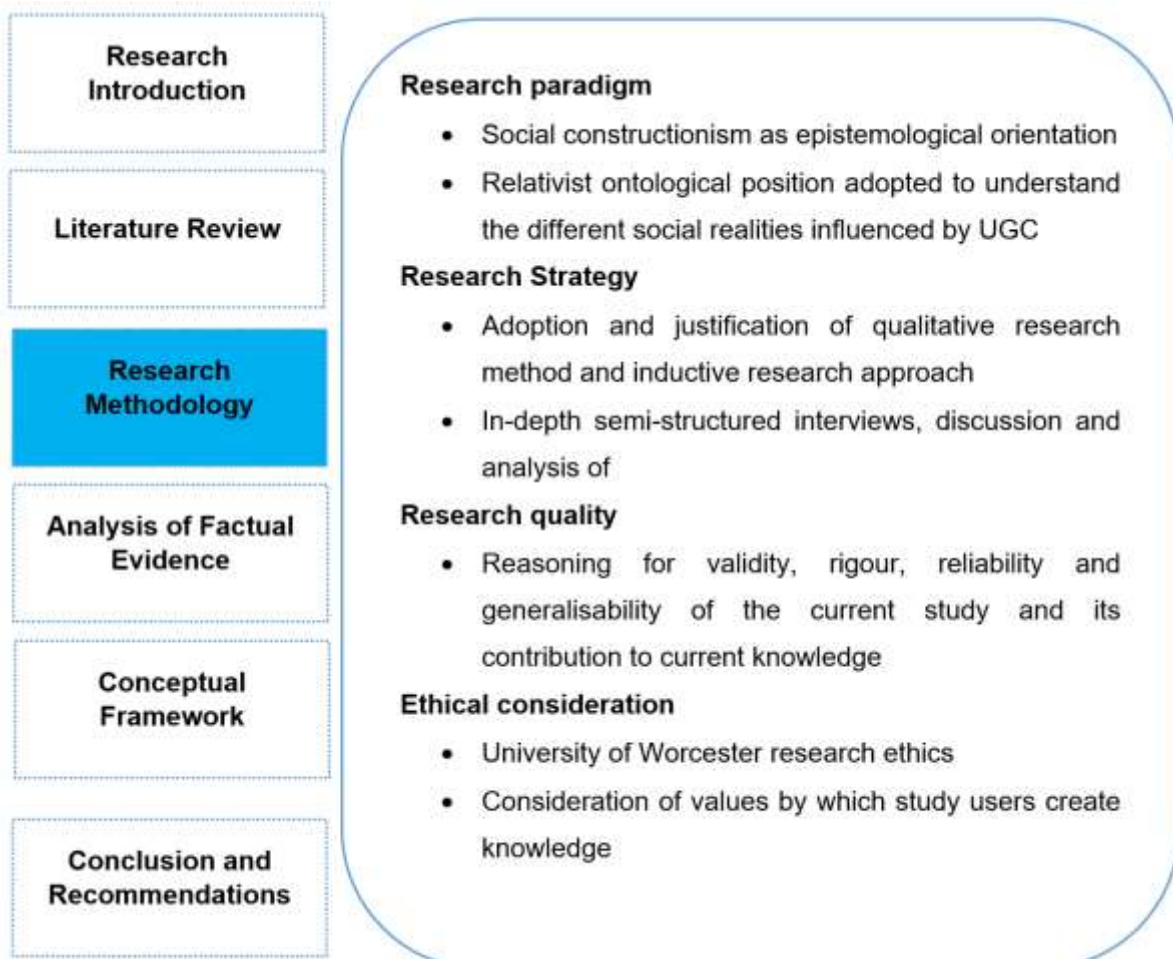 Research
Introduction
Literature Review
Research
Methodology
Analysis of Factual
Evidence
Conceptual
Framework
Conclusion and
Recommendations
Research paradigm
• Social constructionism as epistemological orientation
• Relativist ontological position adopted to understand
the different social realities influenced by UGC
Research Strategy
• Adoption and justification of qualitative research
method and inductive research approach
• In-depth semi-structured interviews, discussion and
analysis of
Research quality
• Reasoning for validity, rigour, reliability and
generalisability of the current study and its
contribution to current knowledge
Ethical consideration
• University of Worcester research ethics
• Consideration of values by which study users create
knowledge